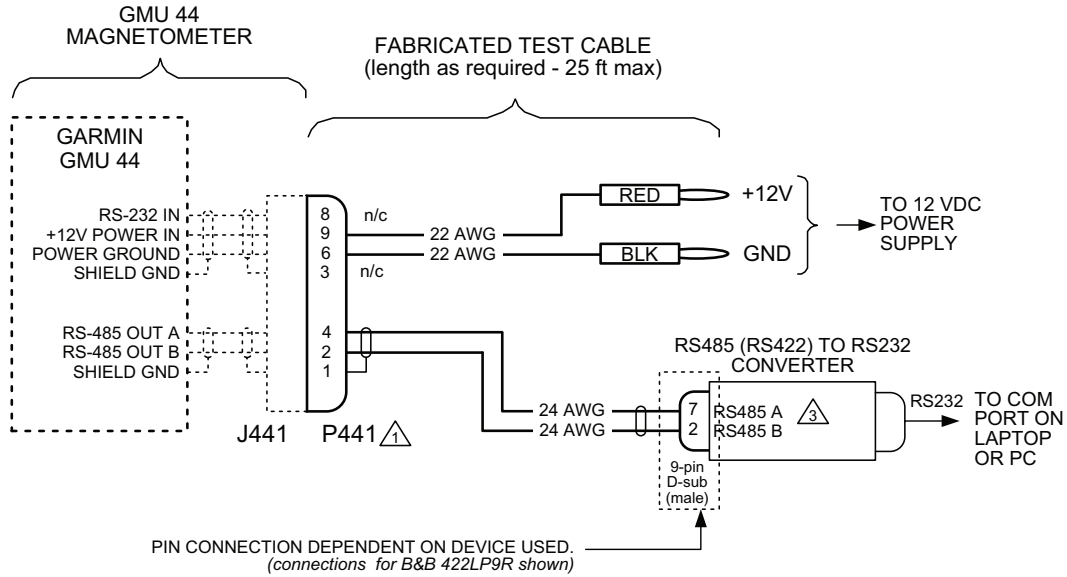 GMU 44
MAGNETOMETER
FABRICATED TEST CABLE
(length as required - 25 ft max)
GARMIN
GMU 44
RS-232 IN
+12V POWER IN
POWER GROUND
SHIELD GND
RS-485 OUT A
RS-485 OUT B
SHIELD GND
8 n/c
9
6
3 n/c
4
2
1
J441 P441 1
22 AWG
22 AWG
RED +12V
BLK GND
TO 12 VDC
POWER
SUPPLY
RS485 (RS422) TO RS232
CONVERTER
24 AWG
24 AWG
7 RS485 A
2 RS485 B
3
9-pin
D-sub
(male)
RS232
TO COM
PORT ON
LAPTOP
OR PC
PIN CONNECTION DEPENDENT ON DEVICE USED.
(connections for B&B 422LP9R shown)